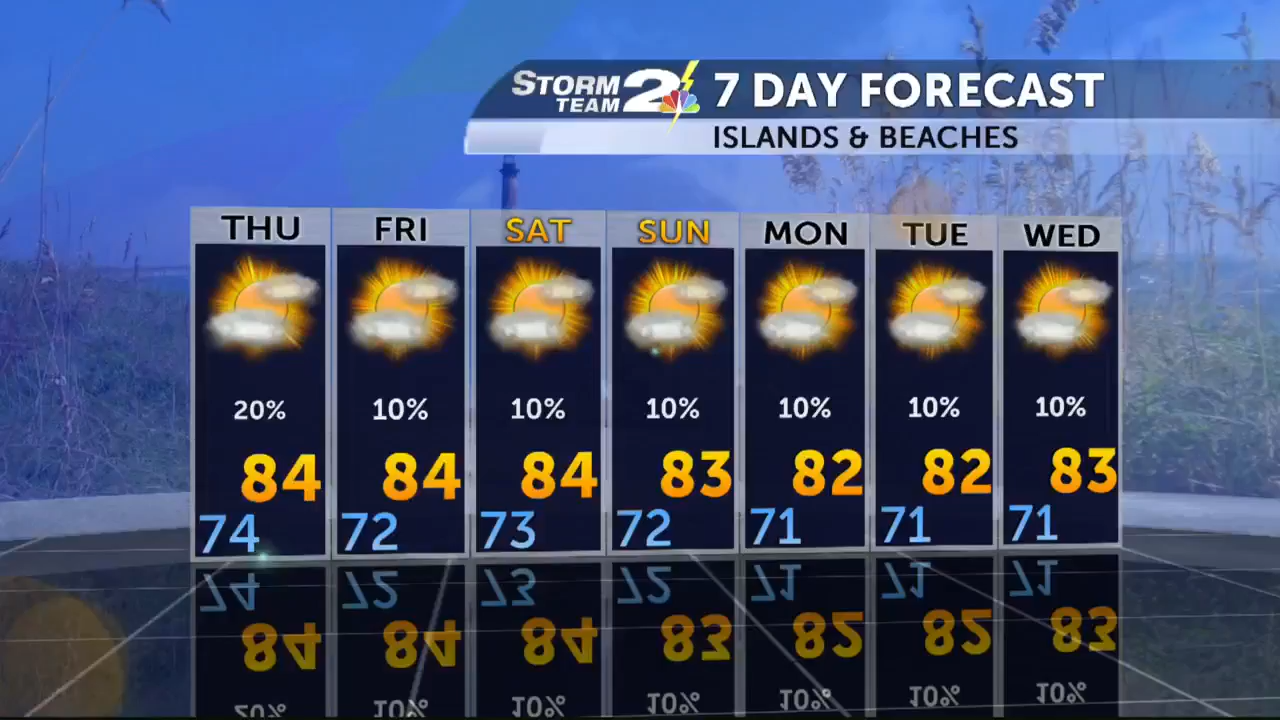 STORM TEAM 2
7 DAY FORECAST
ISLANDS & BEACHES
THU FRI SAT SUN MON TUE WED
20% 10% 10% 10% 10% 10% 10%
84 84 84 83 82 82 83
74 72 73 72 71 71 71